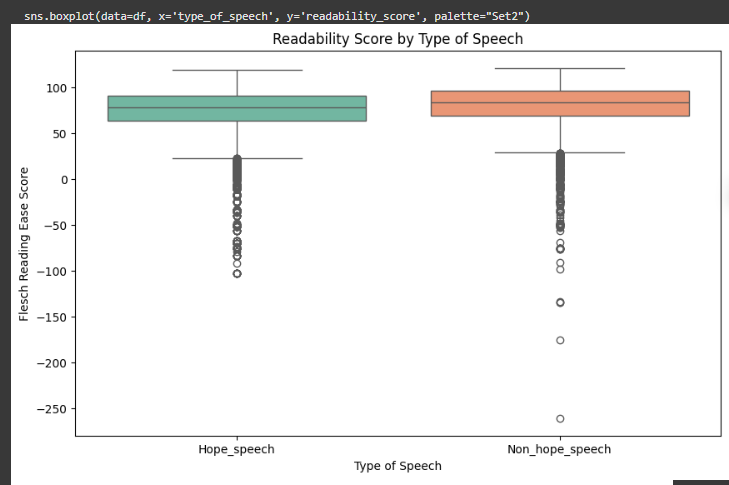 sns.boxplot(data=df, x='type_of_speech', y='readability_score', palette="Set2")
Readability Score by Type of Speech
Flesch Reading Ease Score
100
50
0
−50
−100
−150
−200
−250
Hope_speech
Non_hope_speech
Type of Speech